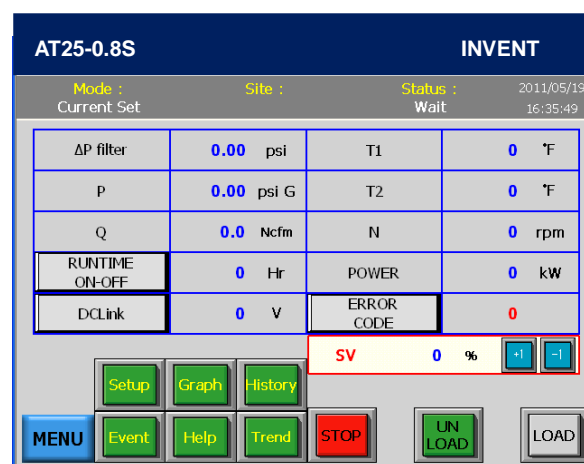 AT25-0.8S INVENT
Mode : Site : Status : 2011/05/19
Current Set Wait 16:35:49
ΔP filter 0.00 psi T1 0 °F
P 0.00 psi G T2 0 °F
Q 0.0 Ncfm N 0 rpm
RUNTIME
ON-OFF 0 Hr POWER 0 kW
DCLink 0 V ERROR
CODE 0
SV 0 % +1 -1
Setup Graph History
MENU Event Help Trend STOP UN
LOAD LOAD